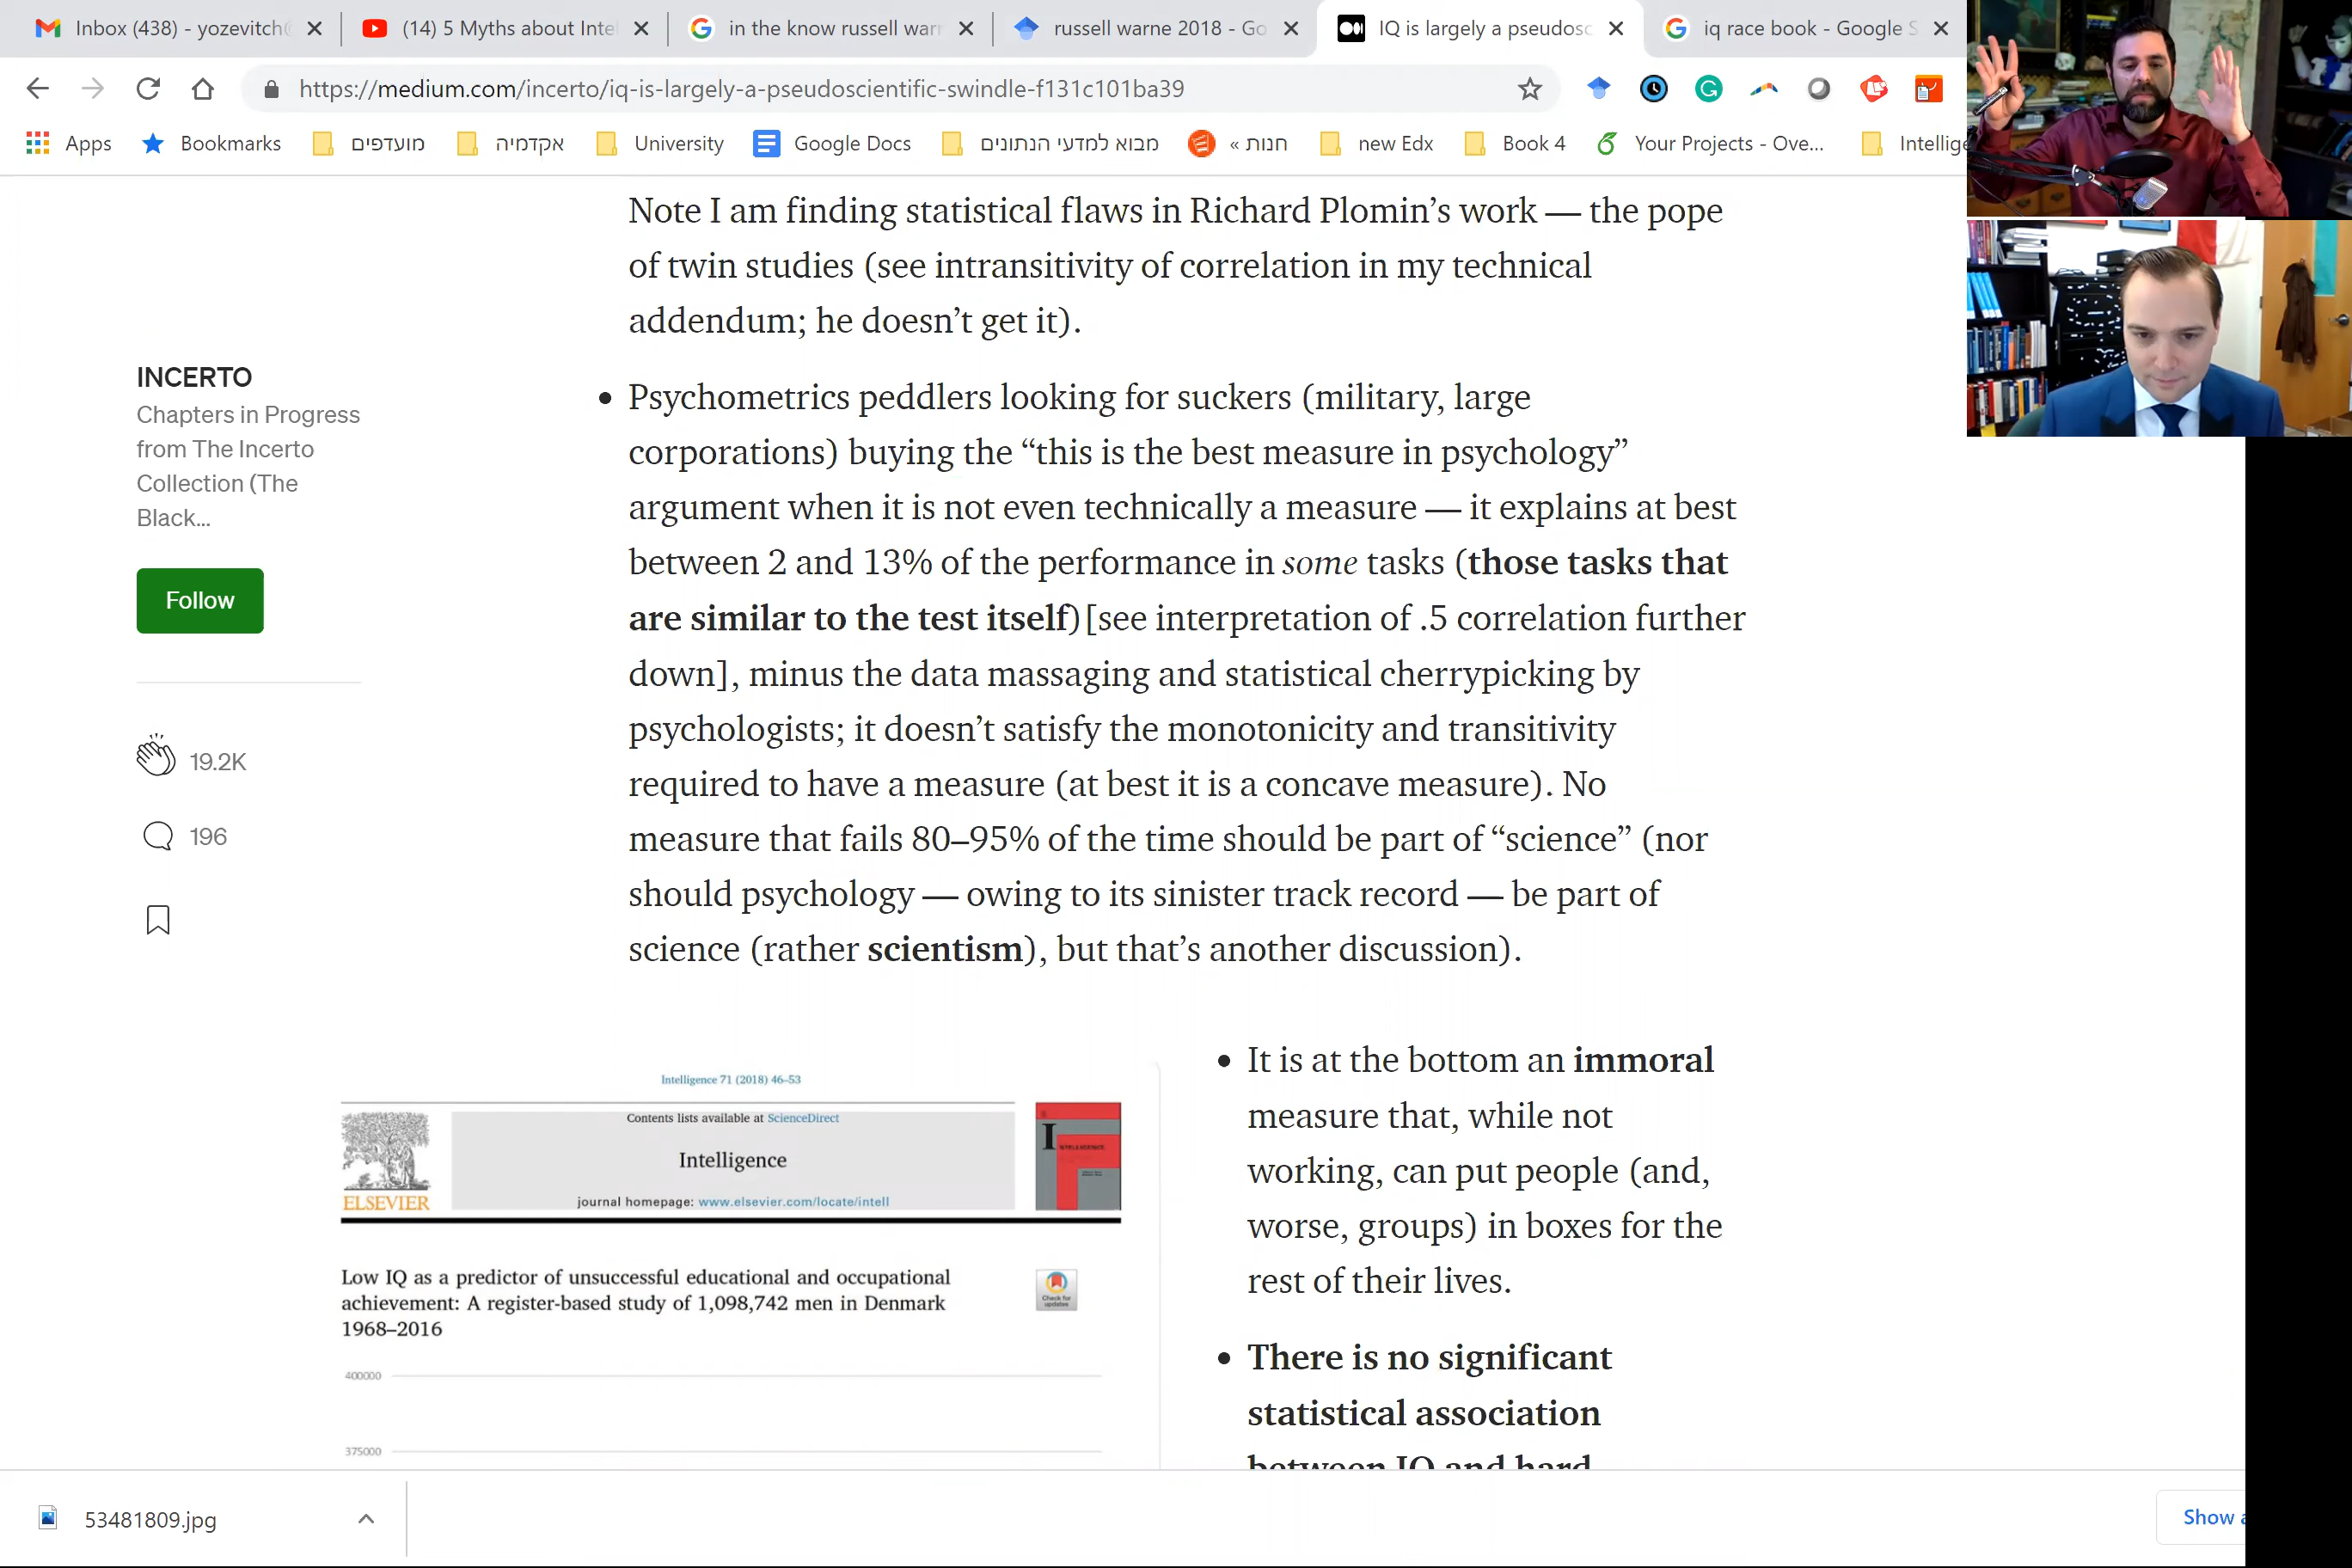 Inbox (438) - yozevitch
(14) 5 Myths about Inte
in the know russell warn
russell warne 2018 - Go
IQ is largely a pseudosc
iq race book - Google S
https://medium.com/incerto/iq-is-largely-a-pseudoscientific-swindle-f131c101ba39
Apps
Bookmarks
מועדפים
אקדמיה
University
Google Docs
מבוא למדעי הנתונים
חנות »
new Edx
Book 4
Your Projects - Ove...
Intellige
Note I am finding statistical flaws in Richard Plomin’s work — the pope
of twin studies (see intransitivity of correlation in my technical
addendum; he doesn’t get it).
INCERTO
Chapters in Progress
from The Incerto
Collection (The
Black...
Follow
19.2K
196
• Psychometrics peddlers looking for suckers (military, large
corporations) buying the “this is the best measure in psychology”
argument when it is not even technically a measure — it explains at best
between 2 and 13% of the performance in some tasks (those tasks that
are similar to the test itself)[see interpretation of .5 correlation further
down], minus the data massaging and statistical cherrypicking by
psychologists; it doesn’t satisfy the monotonicity and transitivity
required to have a measure (at best it is a concave measure). No
measure that fails 80–95% of the time should be part of “science” (nor
should psychology — owing to its sinister track record — be part of
science (rather scientism), but that’s another discussion).
Intelligence 71 (2018) 46–53
Contents lists available at ScienceDirect
Intelligence
journal homepage: www.elsevier.com/locate/intell
ELSEVIER
Low IQ as a predictor of unsuccessful educational and occupational
achievement: A register-based study of 1,098,742 men in Denmark
1968–2016
Check for
updates
400000
375000
• It is at the bottom an immoral
measure that, while not
working, can put people (and,
worse, groups) in boxes for the
rest of their lives.
• There is no significant
statistical association
between IQ and hard
53481809.jpg
Show a